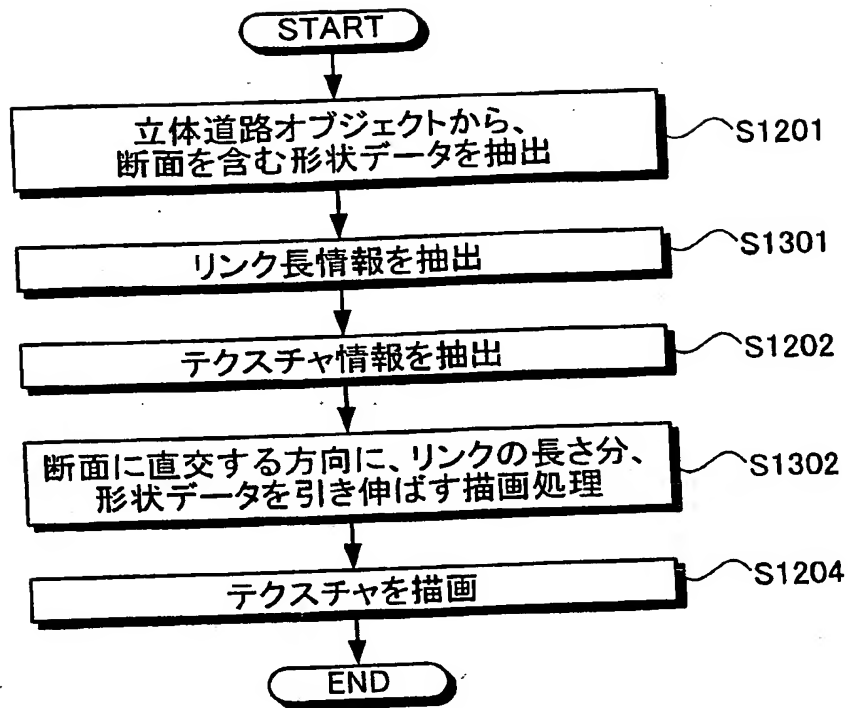 START
立体道路オブジェクトから、
断面を含む形状データを抽出
S1201
リンク長情報を抽出
S1301
テクスチャ情報を抽出
S1202
断面に直交する方向に、リンクの長さ分、
形状データを引き伸ばす描画処理
S1302
テクスチャを描画
S1204
END